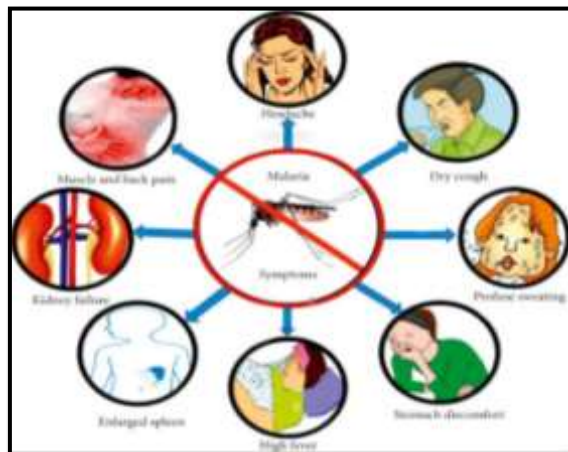 Headache
Malaria
Muscle and back pain
Dry cough
Symptoms
Kidney failure
Profuse sweating
Enlarged spleen
Stomach discomfort
High fever